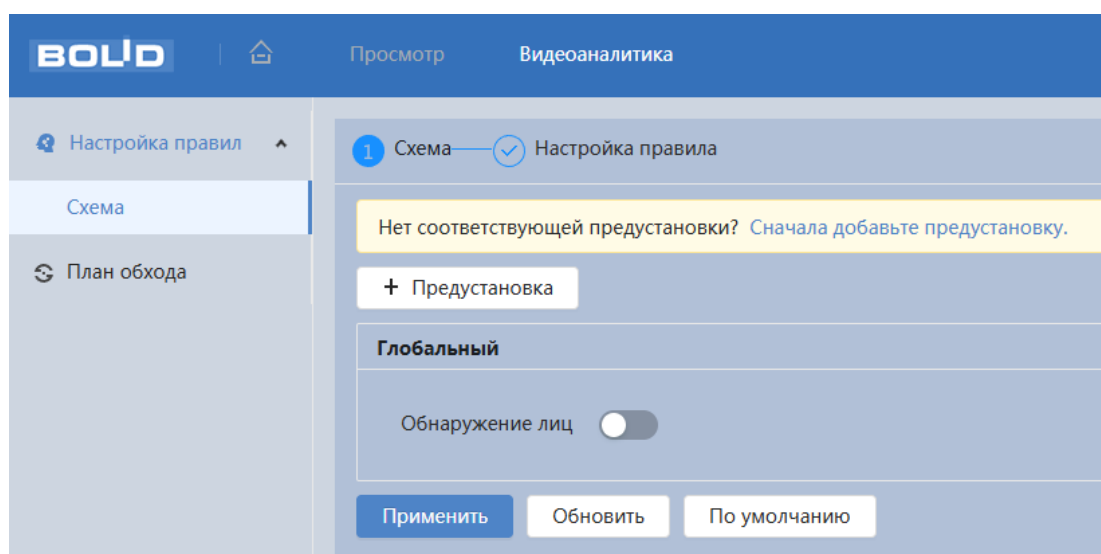 BOLID Просмотр Видеоаналитика
Настройка правил
1 Схема Настройка правила
Схема
Нет соответствующей предустановки? Сначала добавьте предустановку.
План обхода
+ Предустановка
Глобальный
Обнаружение лиц
Применить Обновить По умолчанию